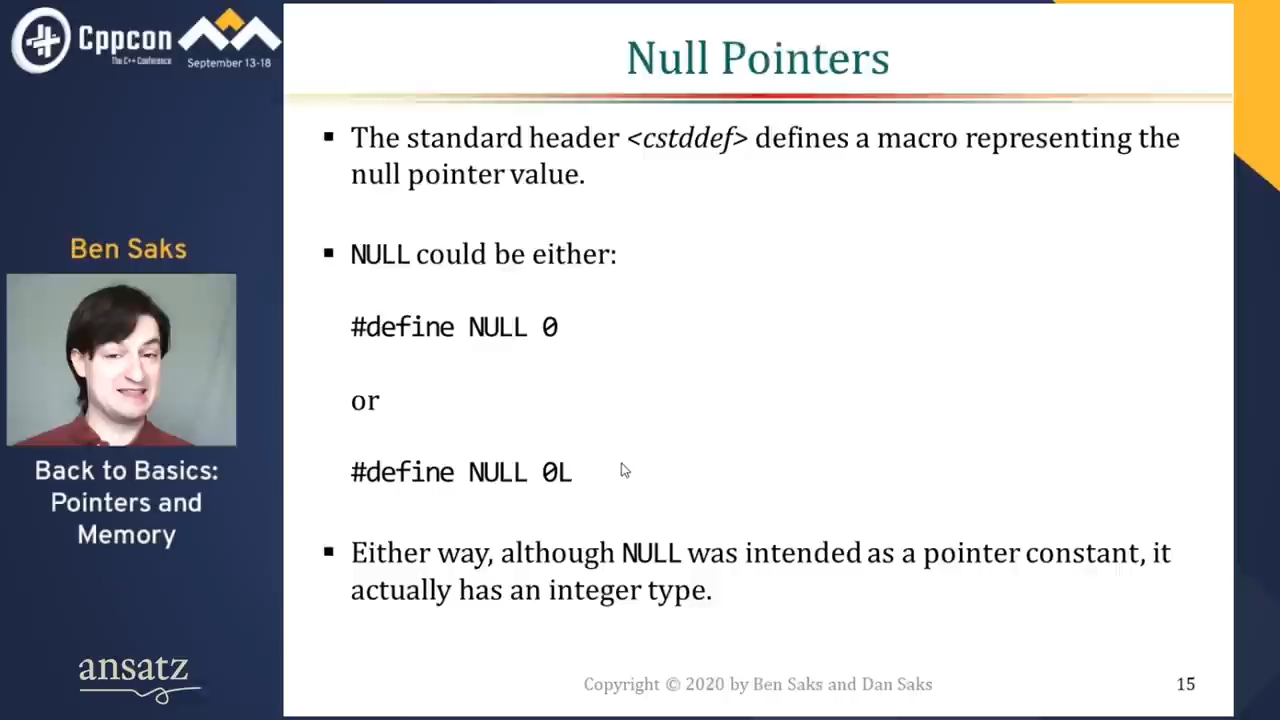 Cppcon
The C++ Conference
September 13-18
Ben Saks
Back to Basics:
Pointers and
Memory
ansatz
Null Pointers
▪ The standard header <cstddef> defines a macro representing the
null pointer value.
▪ NULL could be either:
#define NULL 0
or
#define NULL 0L
▪ Either way, although NULL was intended as a pointer constant, it
actually has an integer type.
Copyright © 2020 by Ben Saks and Dan Saks
15